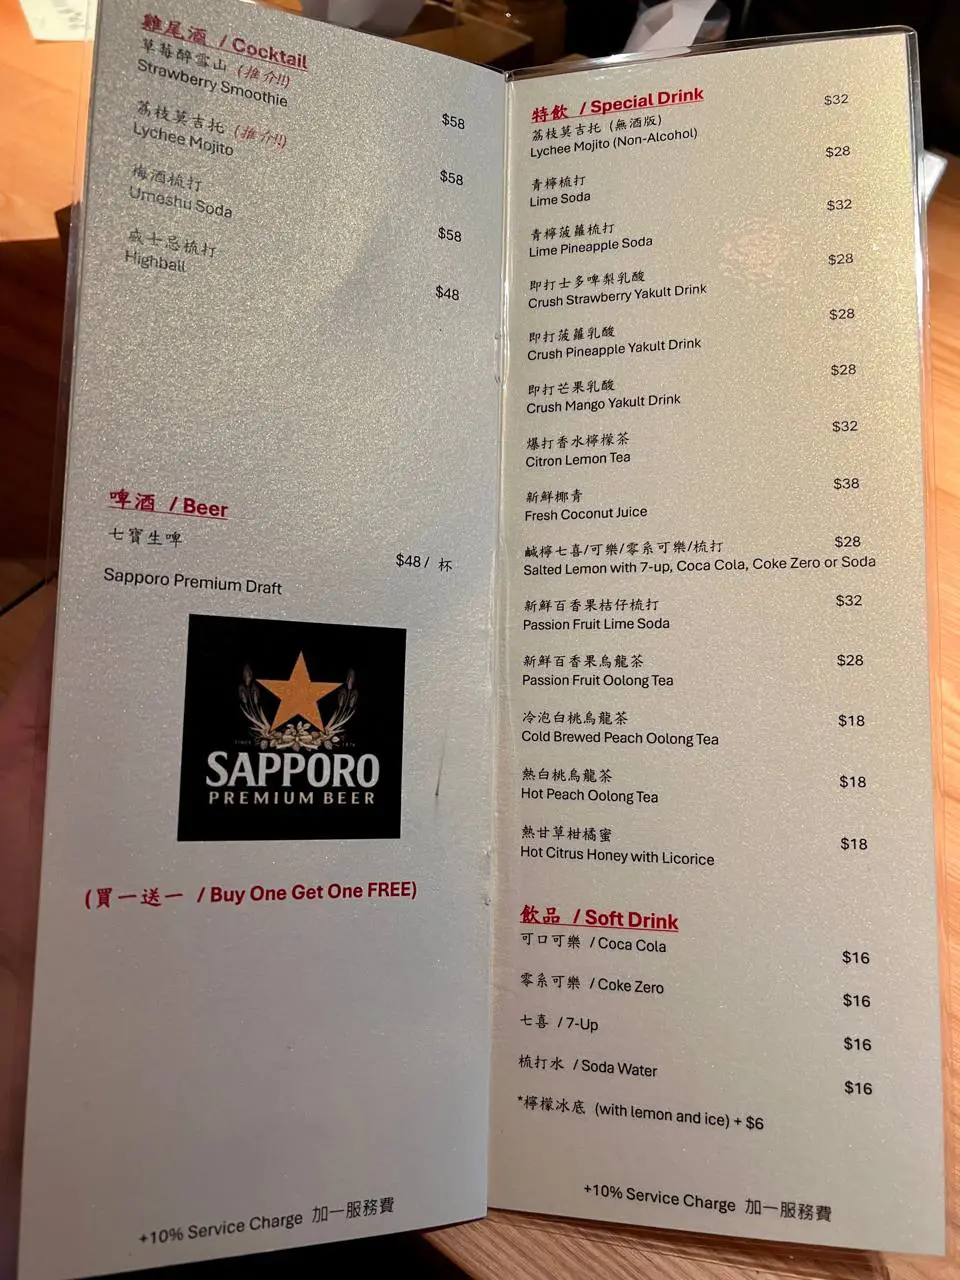 雞尾酒 / Cocktail
草莓醉雪山 (推介!!)
Strawberry Smoothie
$58
荔枝莫吉托 (推介!!)
Lychee Mojito
$58
梅酒梳打
Umeshu Soda
$58
威士忌梳打
Highball
$48
啤酒 / Beer
七寶生啤
$48 / 杯
Sapporo Premium Draft
SINCE 1876
SAPPORO
PREMIUM BEER
(買一送一 / Buy One Get One FREE)
+10% Service Charge 加一服務費
特飲 / Special Drink
$32
荔枝莫吉托 (無酒版)
Lychee Mojito (Non-Alcohol)
$28
青檸梳打
Lime Soda
$32
青檸菠蘿梳打
Lime Pineapple Soda
$28
即打士多啤梨乳酸
Crush Strawberry Yakult Drink
$28
即打菠蘿乳酸
Crush Pineapple Yakult Drink
$28
即打芒果乳酸
Crush Mango Yakult Drink
$32
爆打香水檸檬茶
Citron Lemon Tea
$38
新鮮椰青
Fresh Coconut Juice
$28
鹹檸七喜/可樂/零系可樂/梳打
Salted Lemon with 7-up, Coca Cola, Coke Zero or Soda
$32
新鮮百香果桔仔梳打
Passion Fruit Lime Soda
$28
新鮮百香果烏龍茶
Passion Fruit Oolong Tea
$18
冷泡白桃烏龍茶
Cold Brewed Peach Oolong Tea
$18
熱白桃烏龍茶
Hot Peach Oolong Tea
$18
熱甘草柑橘蜜
Hot Citrus Honey with Licorice
飲品 / Soft Drink
可口可樂 / Coca Cola
$16
零系可樂 / Coke Zero
$16
七喜 / 7-Up
$16
梳打水 / Soda Water
$16
*檸檬冰底 (with lemon and ice) + $6
+10% Service Charge 加一服務費